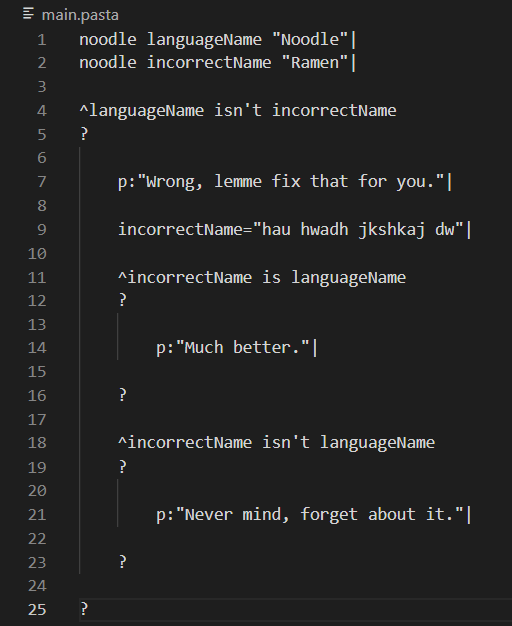 main.pasta
1 noodle languageName "Noodle"|
2 noodle incorrectName "Ramen"|
3
4 ^languageName isn't incorrectName
5 ?
6
7 p:"Wrong, lemme fix that for you."|
8
9 incorrectName="hau hwadh jkshkaj dw"|
10
11 ^incorrectName is languageName
12 ?
13
14 p:"Much better."|
15
16 ?
17
18 ^incorrectName isn't languageName
19 ?
20
21 p:"Never mind, forget about it."|
22
23 ?
24
25 ?